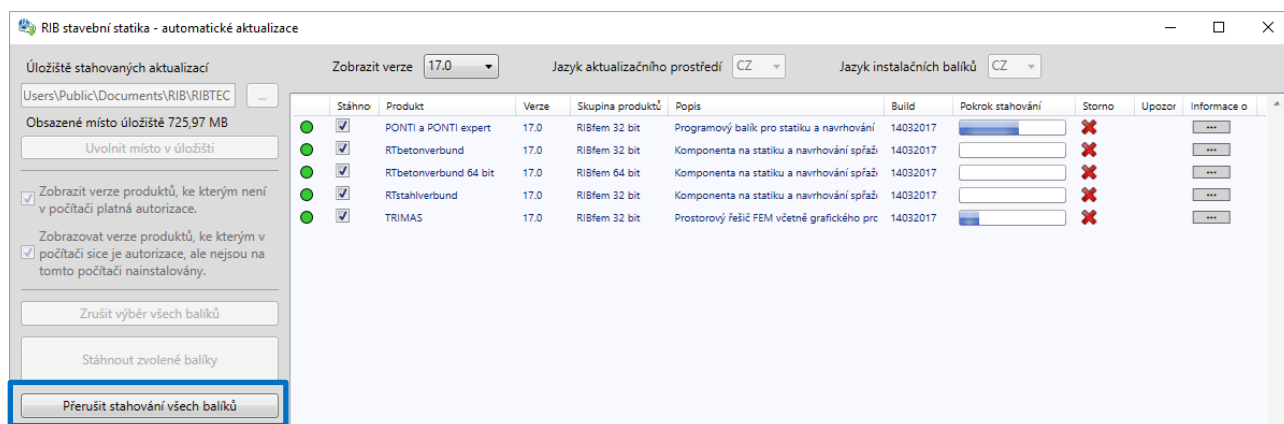 RIB stavební statika - automatické aktualizace
Úložiště stahovaných aktualizací
Users\Public\Documents\RIB\RIBTEC ...
Obsazené místo úložiště 725,97 MB
Uvolnit místo v úložišti
Zobrazit verze produktů, ke kterým není
v počítači platná autorizace.
Zobrazovat verze produktů, ke kterým v
počítači sice je autorizace, ale nejsou na
tomto počítači nainstalovány.
Zrušit výběr všech balíků
Stáhnout zvolené balíky
Přerušit stahování všech balíků
Zobrazit verze 17.0 Jazyk aktualizačního prostředí CZ Jazyk instalačních balíků CZ
Stáhno Produkt Verze Skupina produktů Popis Build Pokrok stahování Storno Upozor Informace o
PONTI a PONTI expert 17.0 RIBfem 32 bit Programový balík pro statiku a navrhování 14032017 ...
RTbetonverbund 17.0 RIBfem 32 bit Komponenta na statiku a navrhování spřaž 14032017 ...
RTbetonverbund 64 bit 17.0 RIBfem 64 bit Komponenta na statiku a navrhování spřaž 14032017 ...
RTstahlverbund 17.0 RIBfem 32 bit Komponenta na statiku a navrhování spřaž 14032017 ...
TRIMAS 17.0 RIBfem 32 bit Prostorový řešič FEM včetně grafického prc 14032017 ...